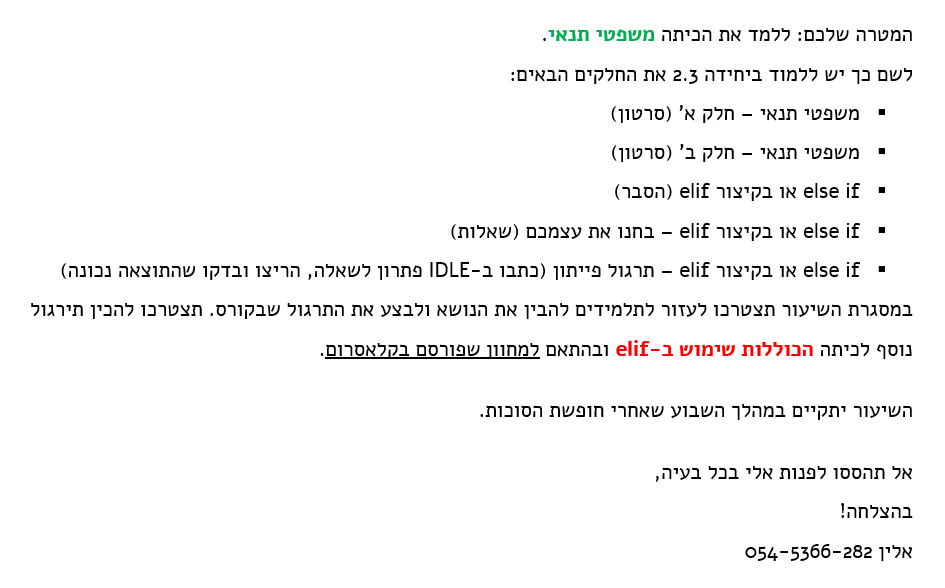 המטרה שלכם: ללמד את הכיתה משפטי תנאי.
לשם כך יש ללמוד ביחידה 2.3 את החלקים הבאים:
▪ משפטי תנאי – חלק א' (סרטון)
▪ משפטי תנאי – חלק ב' (סרטון)
▪ else if או בקיצור elif (הסבר)
▪ else if או בקיצור elif – בחנו את עצמכם (שאלות)
▪ else if או בקיצור elif – תרגול פייתון (כתבו ב-IDLE פתרון לשאלה, הריצו ובדקו שהתוצאה נכונה)
במסגרת השיעור תצטרכו לעזור לתלמידים להבין את הנושא ולבצע את התרגול שבקורס. תצטרכו להכין תירגול
נוסף לכיתה הכוללות שימוש ב-elif ובהתאם למחוון שפורסם בקלאסרום.
השיעור יתקיים במהלך השבוע שאחרי חופשת הסוכות.
אל תהססו לפנות אלי בכל בעיה,
בהצלחה!
אלין 054-5366-282